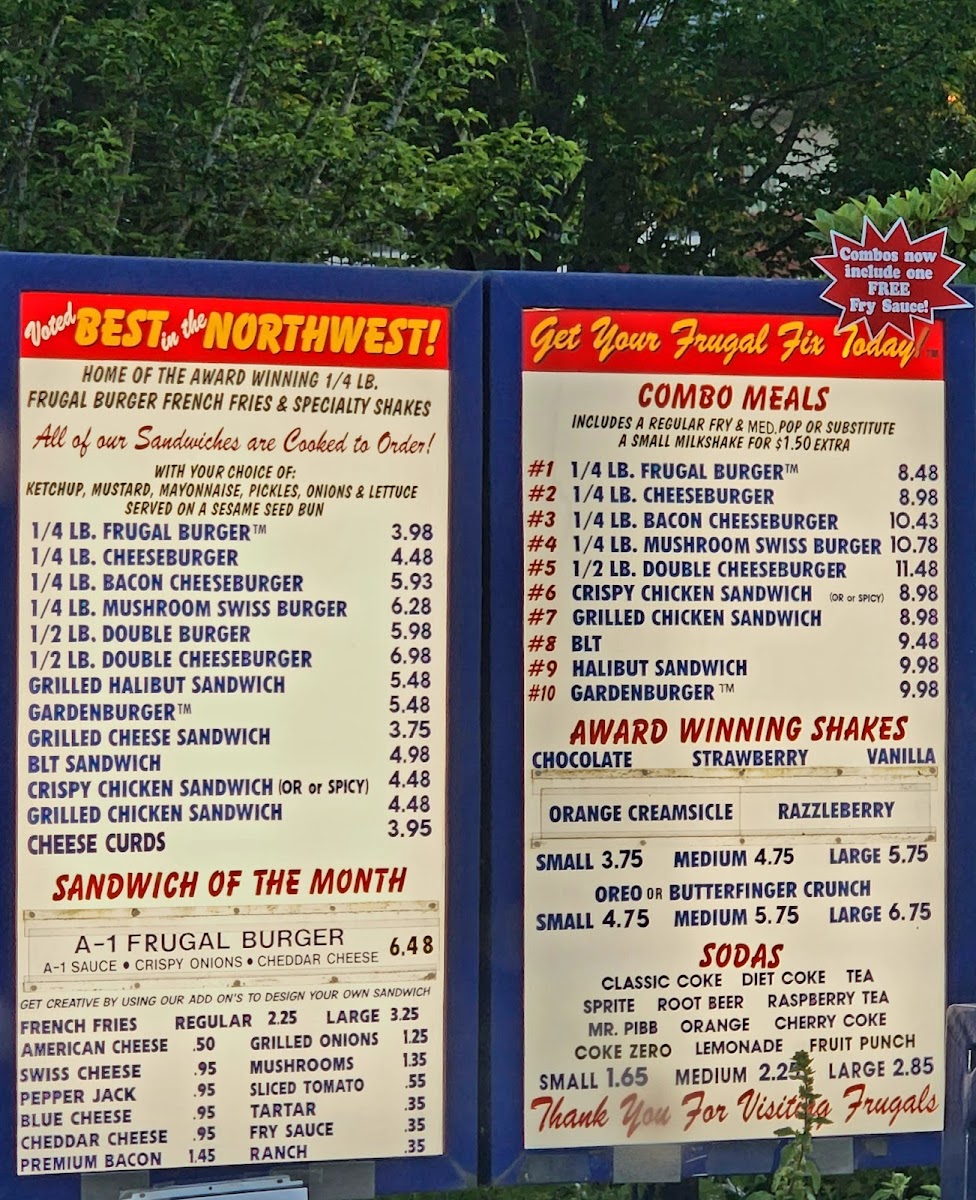 Voted BEST in the NORTHWEST!
HOME OF THE AWARD WINNING 1/4 LB.
FRUGAL BURGER FRENCH FRIES & SPECIALTY SHAKES
All of our Sandwiches are Cooked to Order!
WITH YOUR CHOICE OF:
KETCHUP, MUSTARD, MAYONNAISE, PICKLES, ONIONS & LETTUCE
SERVED ON A SESAME SEED BUN
1/4 LB. FRUGAL BURGER™ 3.98
1/4 LB. CHEESEBURGER 4.48
1/4 LB. BACON CHEESEBURGER 5.93
1/4 LB. MUSHROOM SWISS BURGER 6.28
1/2 LB. DOUBLE BURGER 5.98
1/2 LB. DOUBLE CHEESEBURGER 6.98
GRILLED HALIBUT SANDWICH 5.48
GARDENBURGER™ 5.48
GRILLED CHEESE SANDWICH 3.75
BLT SANDWICH 4.98
CRISPY CHICKEN SANDWICH (OR or SPICY) 4.48
GRILLED CHICKEN SANDWICH 4.48
CHEESE CURDS 3.95
SANDWICH OF THE MONTH
A-1 FRUGAL BURGER 6.48
A-1 SAUCE • CRISPY ONIONS • CHEDDAR CHEESE
GET CREATIVE BY USING OUR ADD ON'S TO DESIGN YOUR OWN SANDWICH
FRENCH FRIES REGULAR 2.25 LARGE 3.25
AMERICAN CHEESE .50 GRILLED ONIONS 1.25
SWISS CHEESE .95 MUSHROOMS 1.35
PEPPER JACK .95 SLICED TOMATO .55
BLUE CHEESE .95 TARTAR .35
CHEDDAR CHEESE .95 FRY SAUCE .35
PREMIUM BACON 1.45 RANCH .35
Combos now
include one
FREE
Fry Sauce!
Get Your Frugal Fix Today!™
COMBO MEALS
INCLUDES A REGULAR FRY & MED. POP OR SUBSTITUTE
A SMALL MILKSHAKE FOR $1.50 EXTRA
#1 1/4 LB. FRUGAL BURGER™ 8.48
#2 1/4 LB. CHEESEBURGER 8.98
#3 1/4 LB. BACON CHEESEBURGER 10.43
#4 1/4 LB. MUSHROOM SWISS BURGER 10.78
#5 1/2 LB. DOUBLE CHEESEBURGER 11.48
#6 CRISPY CHICKEN SANDWICH (OR or SPICY) 8.98
#7 GRILLED CHICKEN SANDWICH 8.98
#8 BLT 9.48
#9 HALIBUT SANDWICH 9.98
#10 GARDENBURGER™ 9.98
AWARD WINNING SHAKES
CHOCOLATE STRAWBERRY VANILLA
ORANGE CREAMSICLE RAZZLEBERRY
SMALL 3.75 MEDIUM 4.75 LARGE 5.75
OREO OR BUTTERFINGER CRUNCH
SMALL 4.75 MEDIUM 5.75 LARGE 6.75
SODAS
CLASSIC COKE DIET COKE TEA
SPRITE ROOT BEER RASPBERRY TEA
MR. PIBB ORANGE CHERRY COKE
COKE ZERO LEMONADE FRUIT PUNCH
SMALL 1.65 MEDIUM 2.25 LARGE 2.85
Thank You For Visiting Frugals